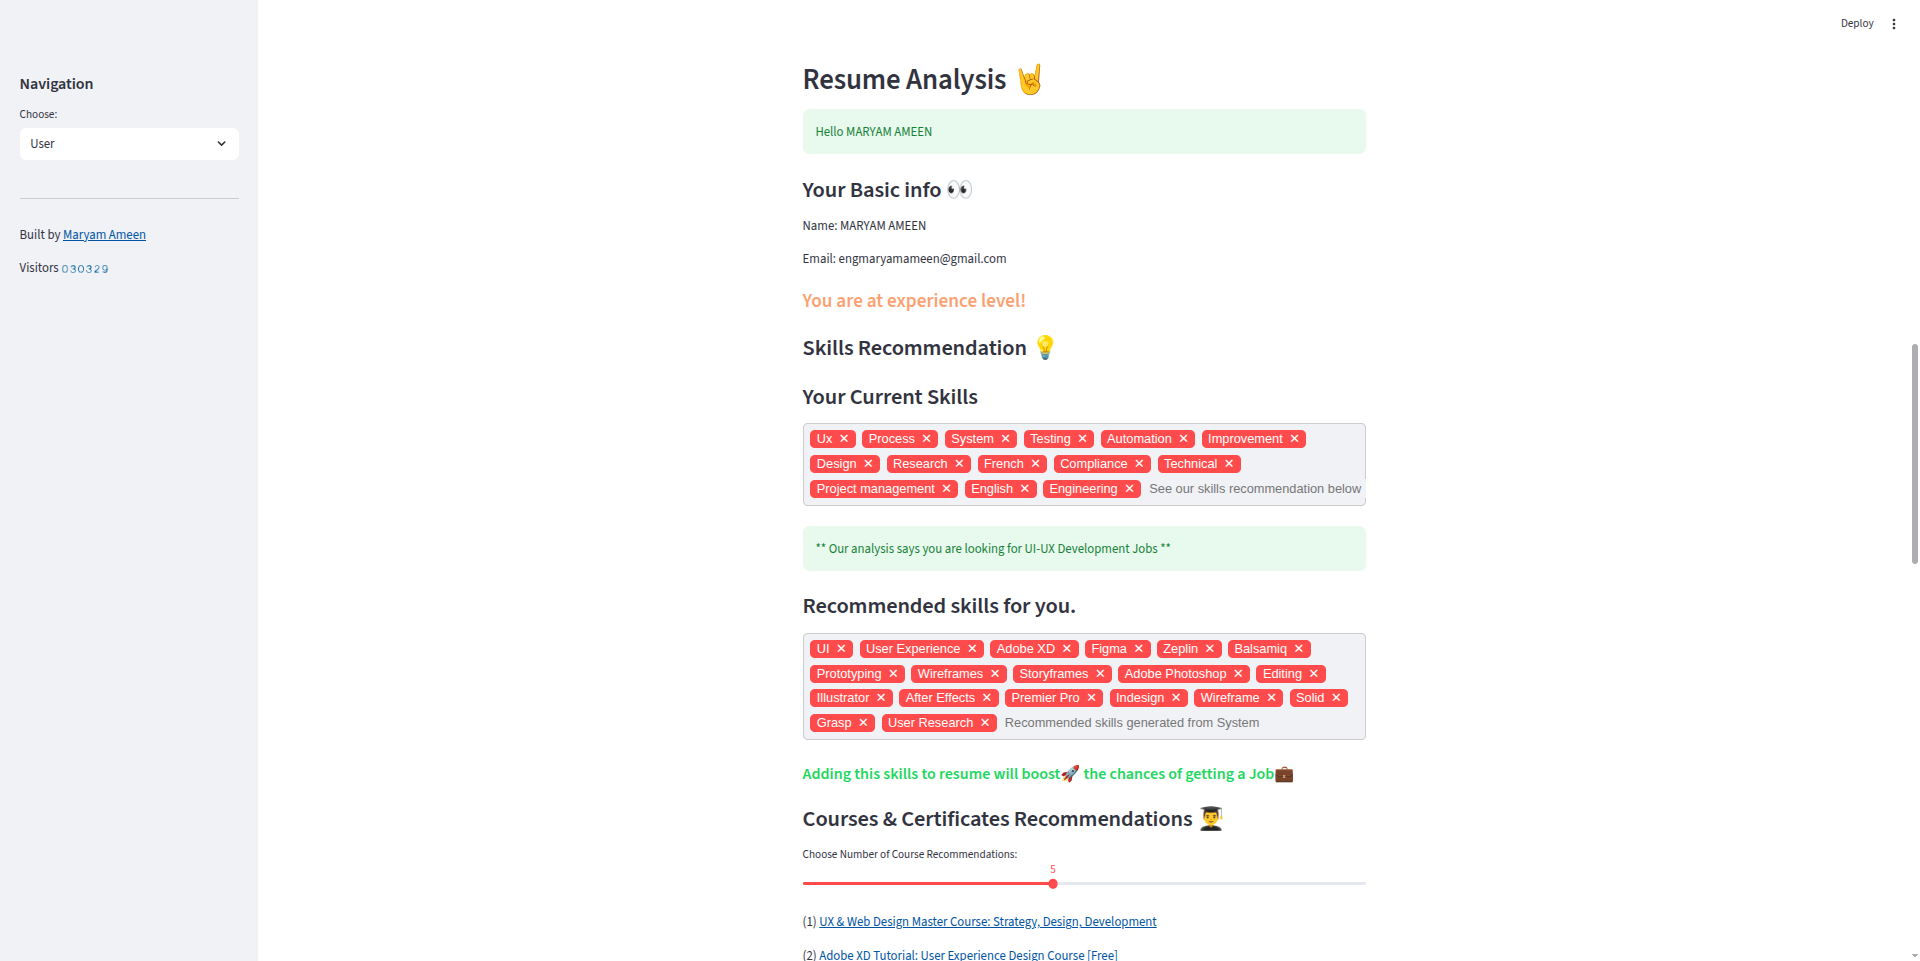 Deploy
Navigation
Choose:
User
Built by Maryam Ameen
Visitors 030329
Resume Analysis 🤘
Hello MARYAM AMEEN
Your Basic info 👀
Name: MARYAM AMEEN
Email: engmaryamameen@gmail.com
You are at experience level!
Skills Recommendation 💡
Your Current Skills
Ux ✕ Process ✕ System ✕ Testing ✕ Automation ✕ Improvement ✕
Design ✕ Research ✕ French ✕ Compliance ✕ Technical ✕
Project management ✕ English ✕ Engineering ✕ See our skills recommendation below
** Our analysis says you are looking for UI-UX Development Jobs **
Recommended skills for you.
UI ✕ User Experience ✕ Adobe XD ✕ Figma ✕ Zeplin ✕ Balsamiq ✕
Prototyping ✕ Wireframes ✕ Storyframes ✕ Adobe Photoshop ✕ Editing ✕
Illustrator ✕ After Effects ✕ Premier Pro ✕ Indesign ✕ Wireframe ✕ Solid ✕
Grasp ✕ User Research ✕ Recommended skills generated from System
Adding this skills to resume will boost🚀 the chances of getting a Job💼
Courses & Certificates Recommendations 👨‍🎓
Choose Number of Course Recommendations:
5
(1) UX & Web Design Master Course: Strategy, Design, Development
(2) Adobe XD Tutorial: User Experience Design Course [Free]